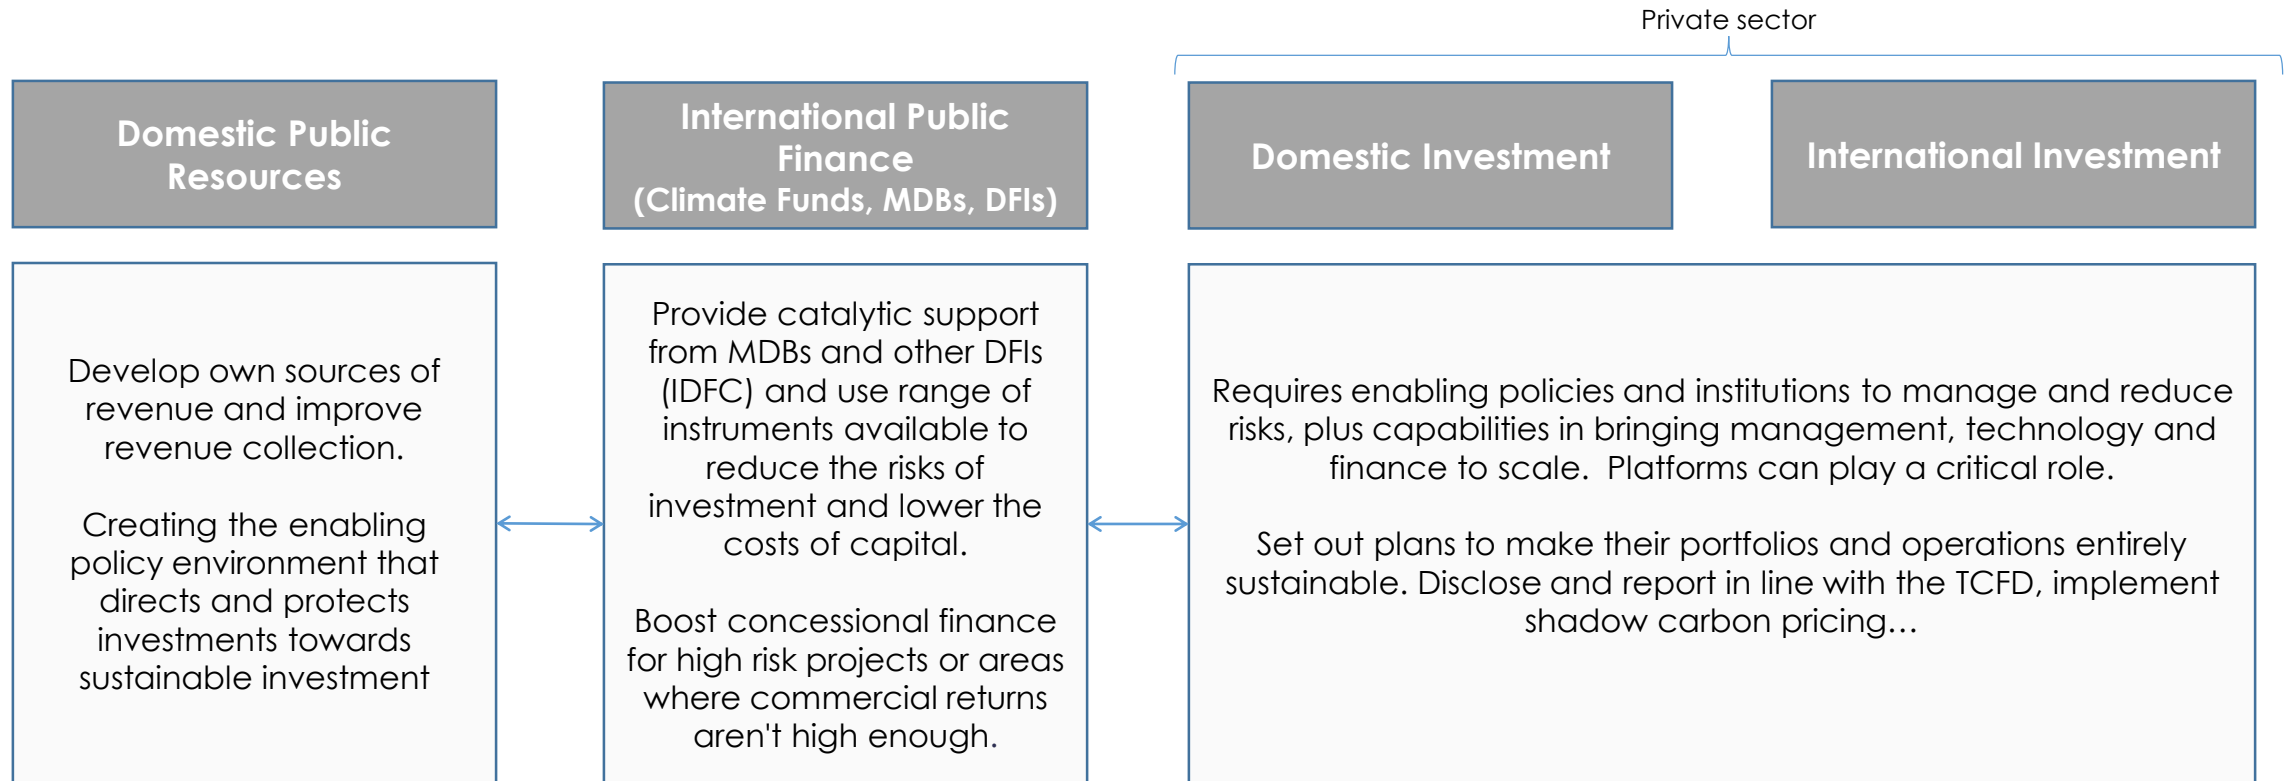 Private sector
Domestic Public
Resources
International Public
Finance
(Climate Funds, MDBs, DFIs)
Domestic Investment
International Investment
Develop own sources of
revenue and improve
revenue collection.
Creating the enabling
policy environment that
directs and protects
investments towards
sustainable investment
Provide catalytic support
from MDBs and other DFIs
(IDFC) and use range of
instruments available to
reduce the risks of
investment and lower the
costs of capital.
Boost concessional finance
for high risk projects or areas
where commercial returns
aren't high enough.
Requires enabling policies and institutions to manage and reduce
risks, plus capabilities in bringing management, technology and
finance to scale.  Platforms can play a critical role.
Set out plans to make their portfolios and operations entirely
sustainable. Disclose and report in line with the TCFD, implement
shadow carbon pricing…